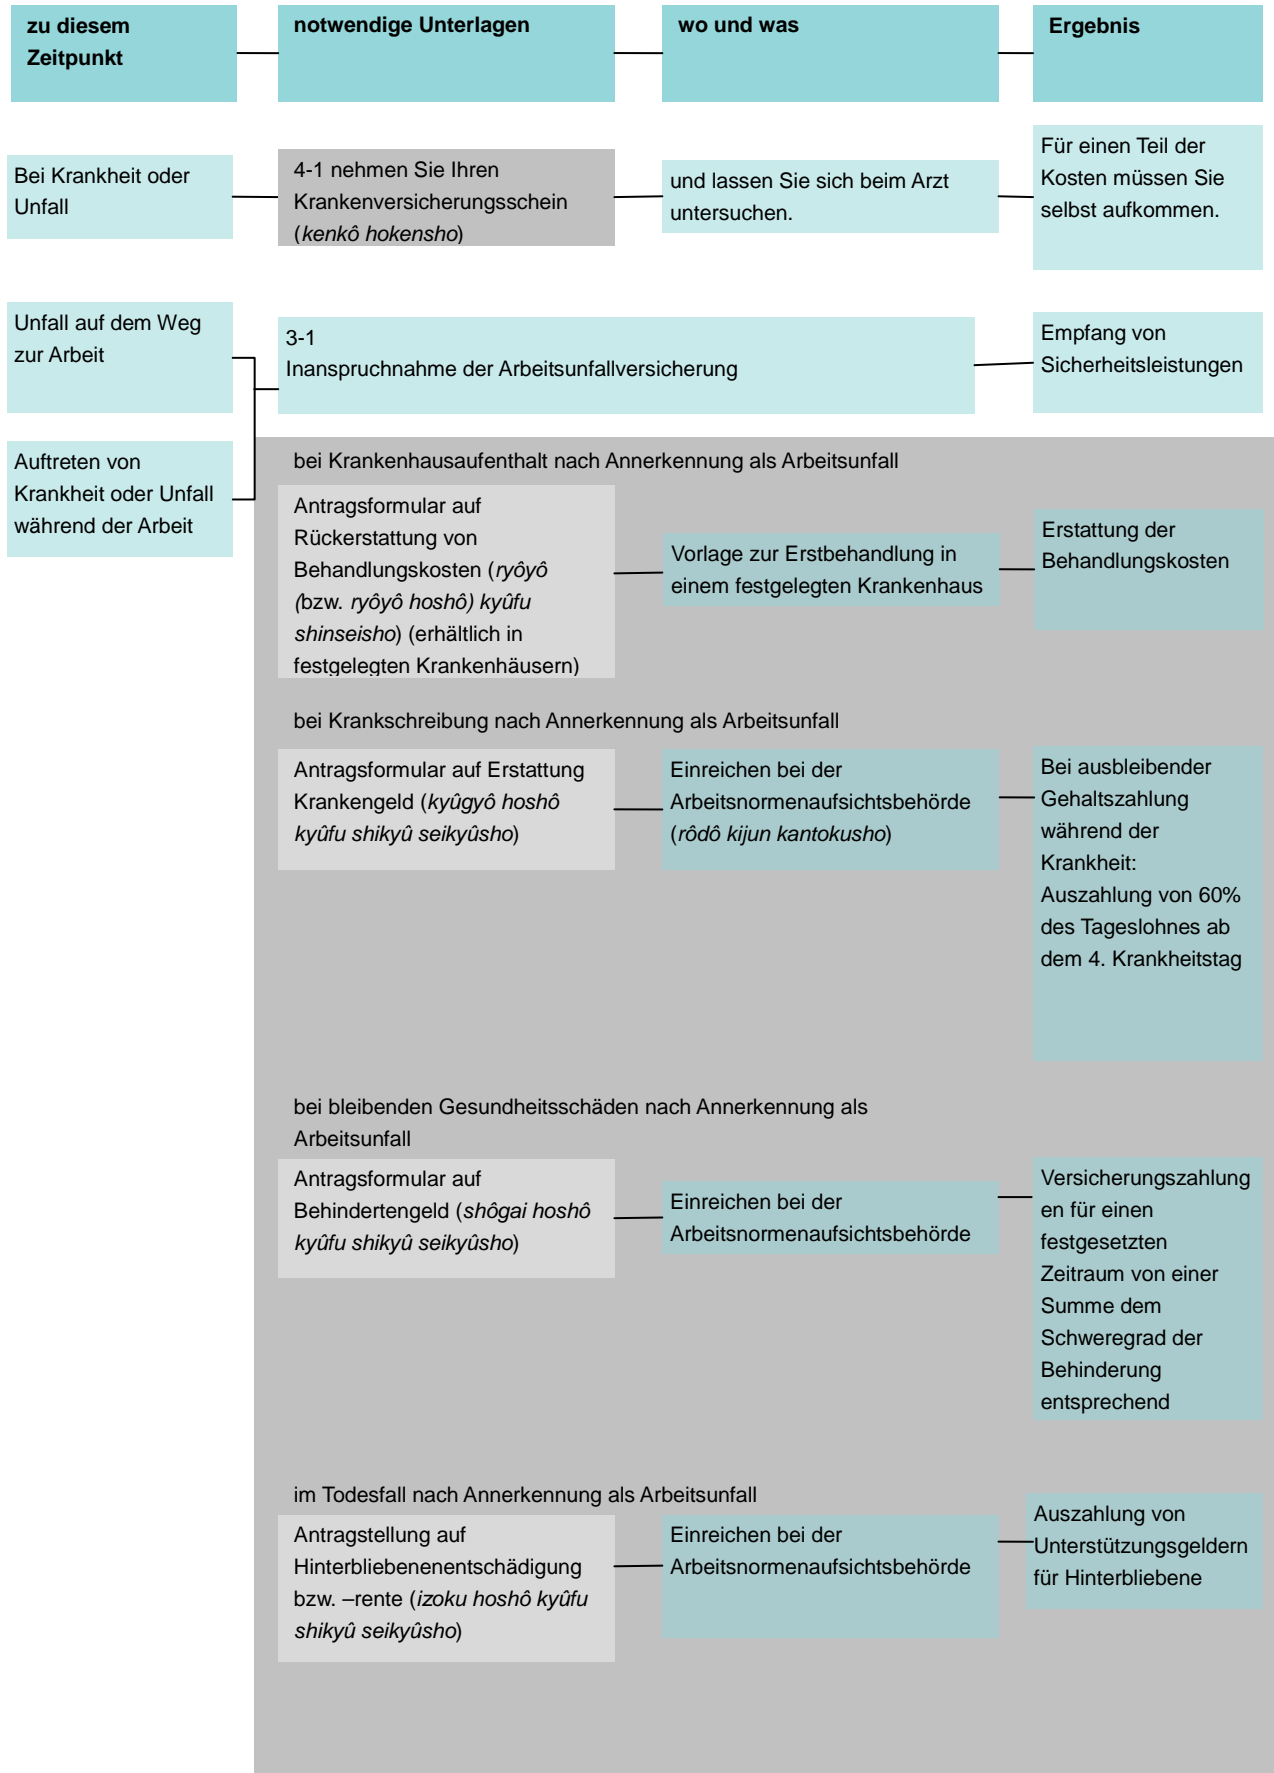 zu diesem
Zeitpunkt
notwendige Unterlagen
wo und was
Ergebnis
Bei Krankheit oder
Unfall
4-1 nehmen Sie Ihren
Krankenversicherungsschein
(kenkô hokensho)
und lassen Sie sich beim Arzt
untersuchen.
Für einen Teil der
Kosten müssen Sie
selbst aufkommen.
Unfall auf dem Weg
zur Arbeit
3-1
Inanspruchnahme der Arbeitsunfallversicherung
Empfang von
Sicherheitsleistungen
Auftreten von
Krankheit oder Unfall
während der Arbeit
bei Krankenhausaufenthalt nach Annerkennung als Arbeitsunfall
Antragsformular auf
Rückerstattung von
Behandlungskosten (ryôyô
(bzw. ryôyô hoshô) kyûfu
shinseisho) (erhältlich in
festgelegten Krankenhäusern)
Vorlage zur Erstbehandlung in
einem festgelegten Krankenhaus
Erstattung der
Behandlungskosten
bei Krankschreibung nach Annerkennung als Arbeitsunfall
Antragsformular auf Erstattung
Krankengeld (kyûgyô hoshô
kyûfu shikyû seikyûsho)
Einreichen bei der
Arbeitsnormenaufsichtsbehörde
(rôdô kijun kantokusho)
Bei ausbleibender
Gehaltszahlung
während der
Krankheit:
Auszahlung von 60%
des Tageslohnes ab
dem 4. Krankheitstag
bei bleibenden Gesundheitsschäden nach Annerkennung als
Arbeitsunfall
Antragsformular auf
Behindertengeld (shôgai hoshô
kyûfu shikyû seikyûsho)
Einreichen bei der
Arbeitsnormenaufsichtsbehörde
Versicherungszahlung
en für einen
festgesetzten
Zeitraum von einer
Summe dem
Schweregrad der
Behinderung
entsprechend
im Todesfall nach Annerkennung als Arbeitsunfall
Antragstellung auf
Hinterbliebenenentschädigung
bzw. –rente (izoku hoshô kyûfu
shikyû seikyûsho)
Einreichen bei der
Arbeitsnormenaufsichtsbehörde
Auszahlung von
Unterstützungsgeldern
für Hinterbliebene